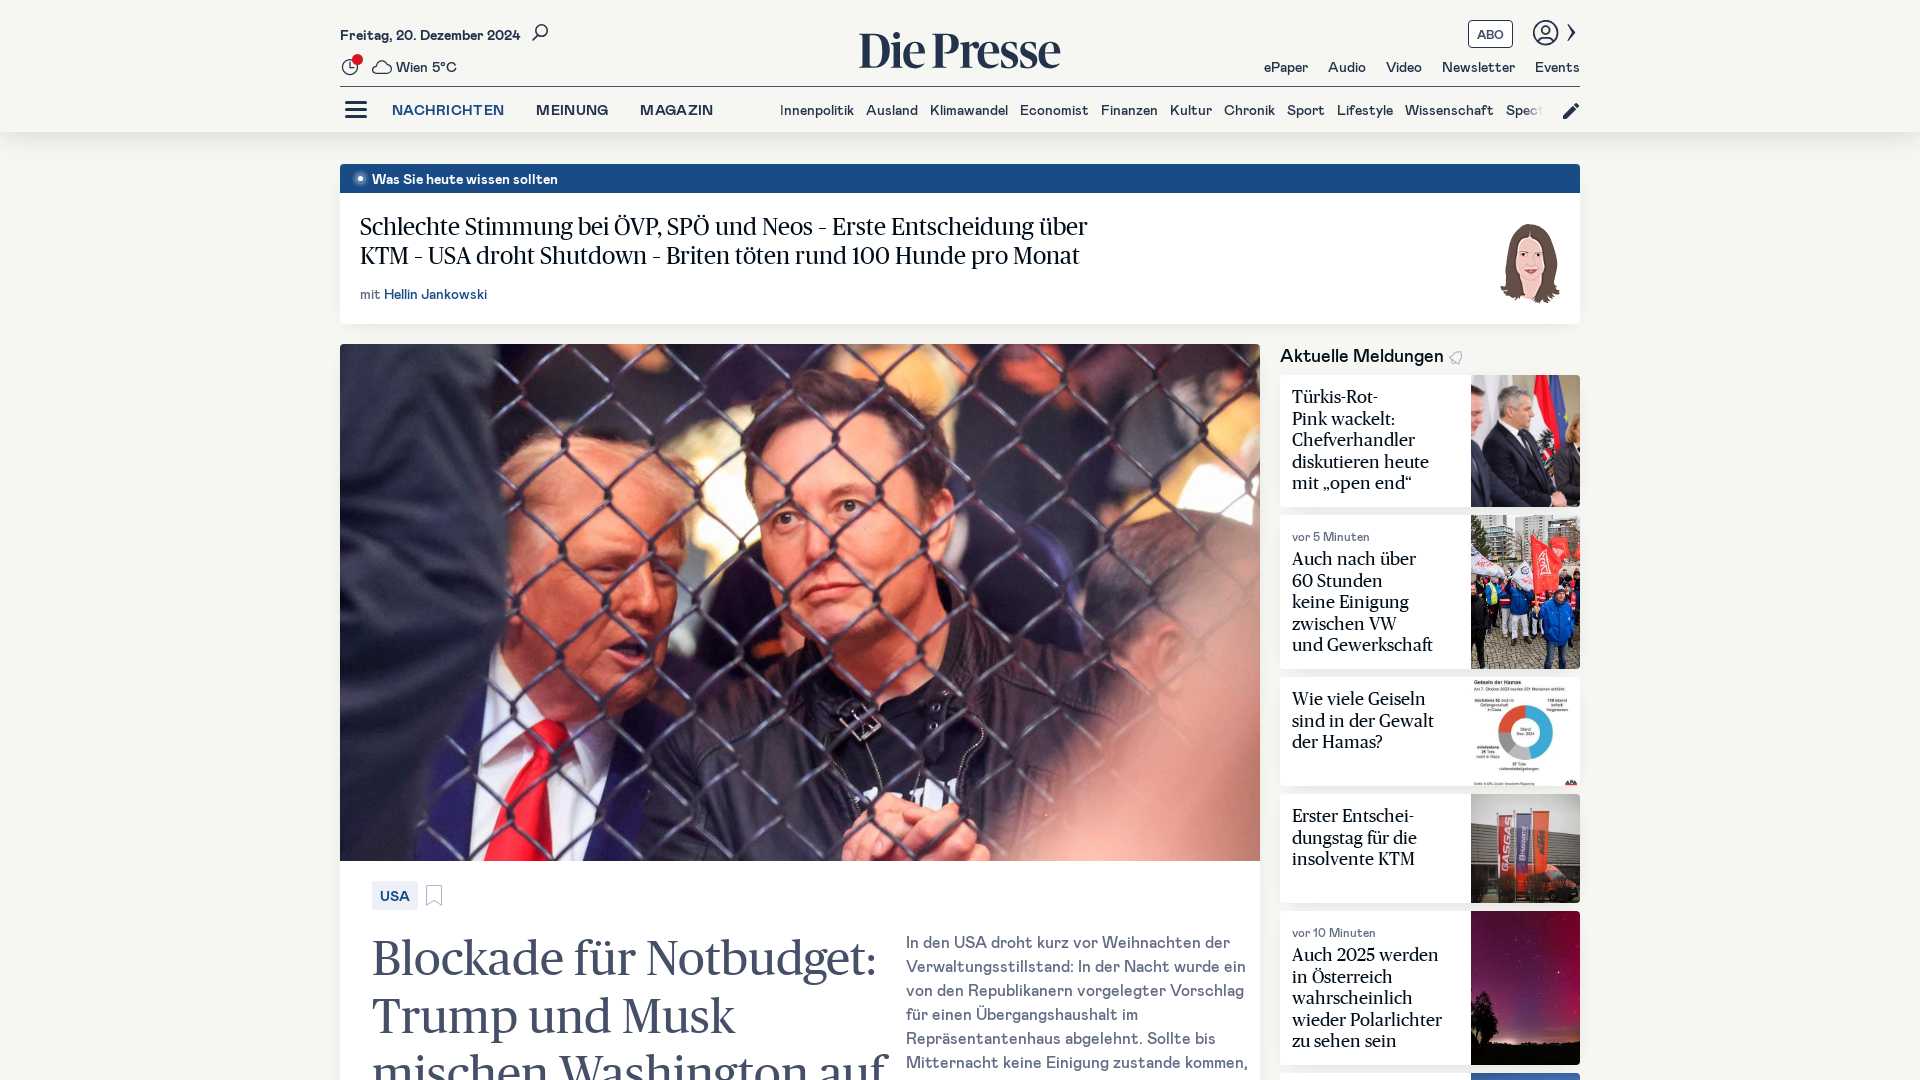 Freitag, 20. Dezember 2024
Wien 5°C
Die Presse
ABO
ePaper
Audio
Video
Newsletter
Events
NACHRICHTEN
MEINUNG
MAGAZIN
Innenpolitik
Ausland
Klimawandel
Economist
Finanzen
Kultur
Chronik
Sport
Lifestyle
Wissenschaft
Spect
Was Sie heute wissen sollten
Schlechte Stimmung bei ÖVP, SPÖ und Neos – Erste Entscheidung über
KTM – USA droht Shutdown – Briten töten rund 100 Hunde pro Monat
mit Hellin Jankowski
USA
Blockade für Notbudget:
Trump und Musk
mischen Washington auf
In den USA droht kurz vor Weihnachten der
Verwaltungsstillstand: In der Nacht wurde ein
von den Republikanern vorgelegter Vorschlag
für einen Übergangshaushalt im
Repräsentantenhaus abgelehnt. Sollte bis
Mitternacht keine Einigung zustande kommen,
Aktuelle Meldungen
Türkis-Rot-
Pink wackelt:
Chefverhandler
diskutieren heute
mit „open end“
vor 5 Minuten
Auch nach über
60 Stunden
keine Einigung
zwischen VW
und Gewerkschaft
Wie viele Geiseln
sind in der Gewalt
der Hamas?
Geiseln der Hamas
Erster Entschei-
dungstag für die
insolvente KTM
GASGAS
vor 10 Minuten
Auch 2025 werden
in Österreich
wahrscheinlich
wieder Polarlichter
zu sehen sein